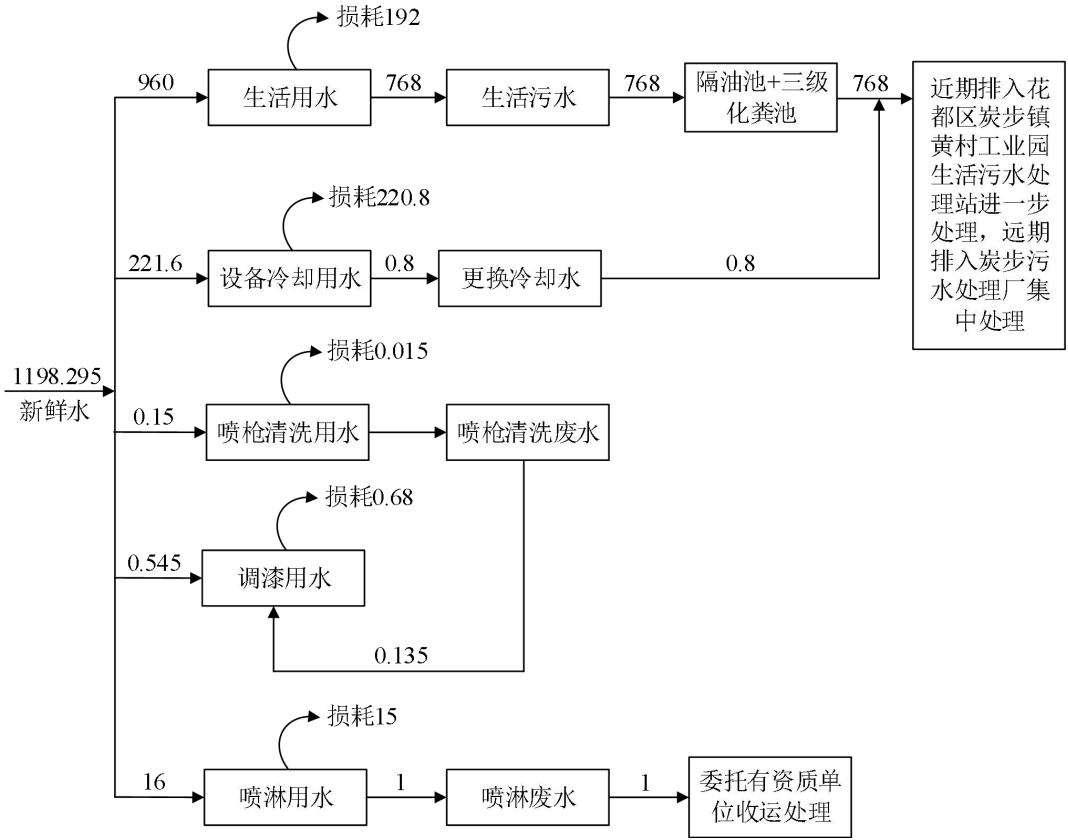 损耗192
960
生活用水
768
生活污水
768
隔油池+三级
化粪池
768
近期排入花
都区炭步镇
黄村工业园
生活污水处
理站进一步
处理，远期
排入炭步污
水处理厂集
中处理
损耗220.8
221.6
设备冷却用水
0.8
更换冷却水
0.8
1198.295
新鲜水
损耗0.015
0.15
喷枪清洗用水
喷枪清洗废水
损耗0.68
0.545
调漆用水
0.135
损耗15
16
喷淋用水
1
喷淋废水
1
委托有资质单
位收运处理